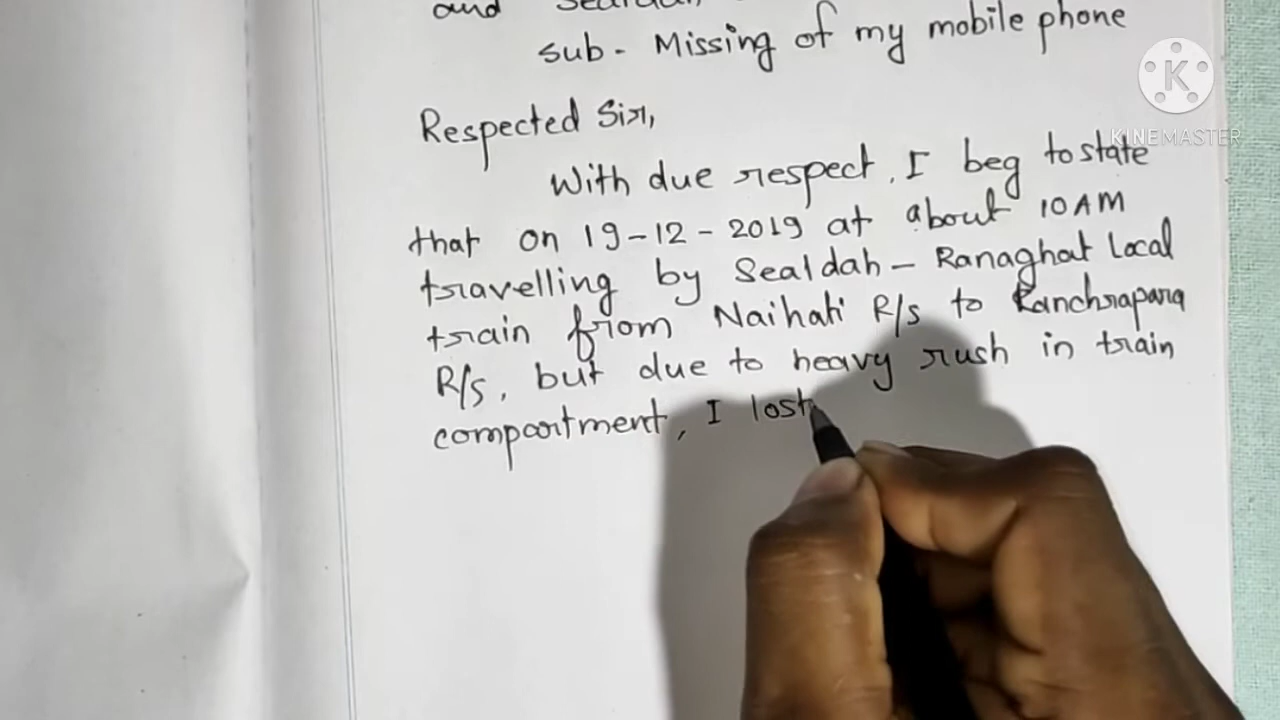 and Sealdah
sub - Missing of my mobile phone
Respected Sir,
With due respect, I beg to state
that on 19-12-2019 at about 10AM
travelling by Sealdah - Ranaghat Local
train from Naihati R/s to Kanchrapara
R/s, but due to heavy rush in train
compartment, I lost
K
KINEMASTER